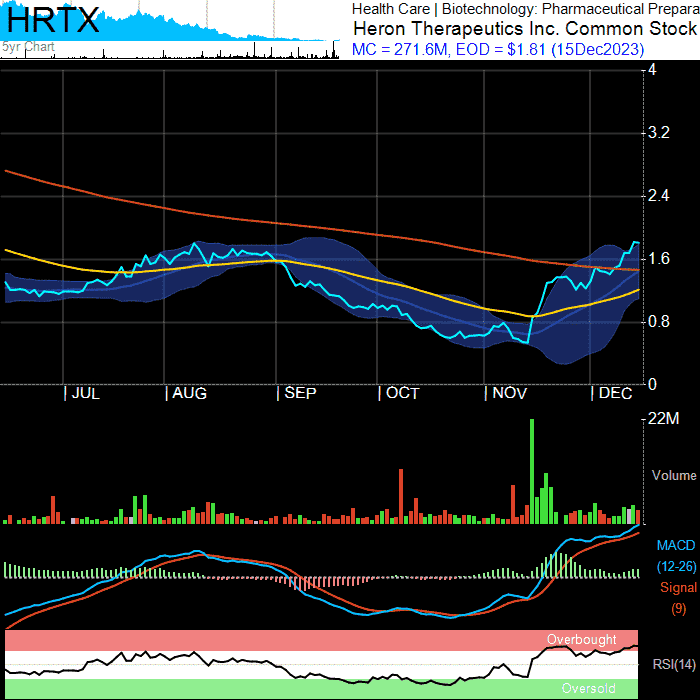 HRTX
Health Care | Biotechnology: Pharmaceutical Prepara
Heron Therapeutics Inc. Common Stock
5yr Chart
MC = 271.6M, EOD = $1.81 (15Dec2023)
4
3.2
2.4
1.6
0.8
0
| JUL | AUG | SEP | OCT | NOV | DEC
22M
Volume
MACD
(12-26)
Signal
(9)
Overbought
RSI(14)
Oversold